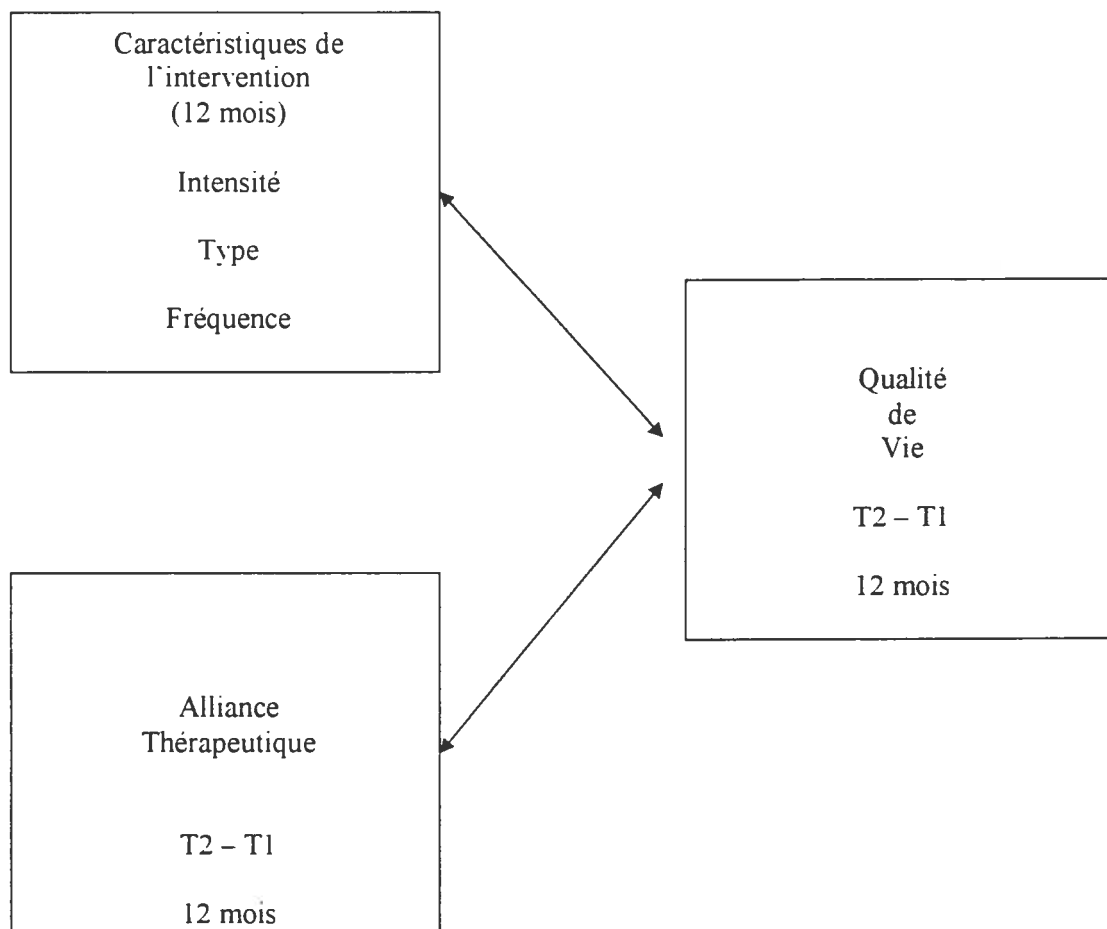 Caractéristiques de
l'intervention
(12 mois)
Intensité
Type
Fréquence
Qualité
de
Vie
T2 – T1
12 mois
Alliance
Thérapeutique
T2 – T1
12 mois